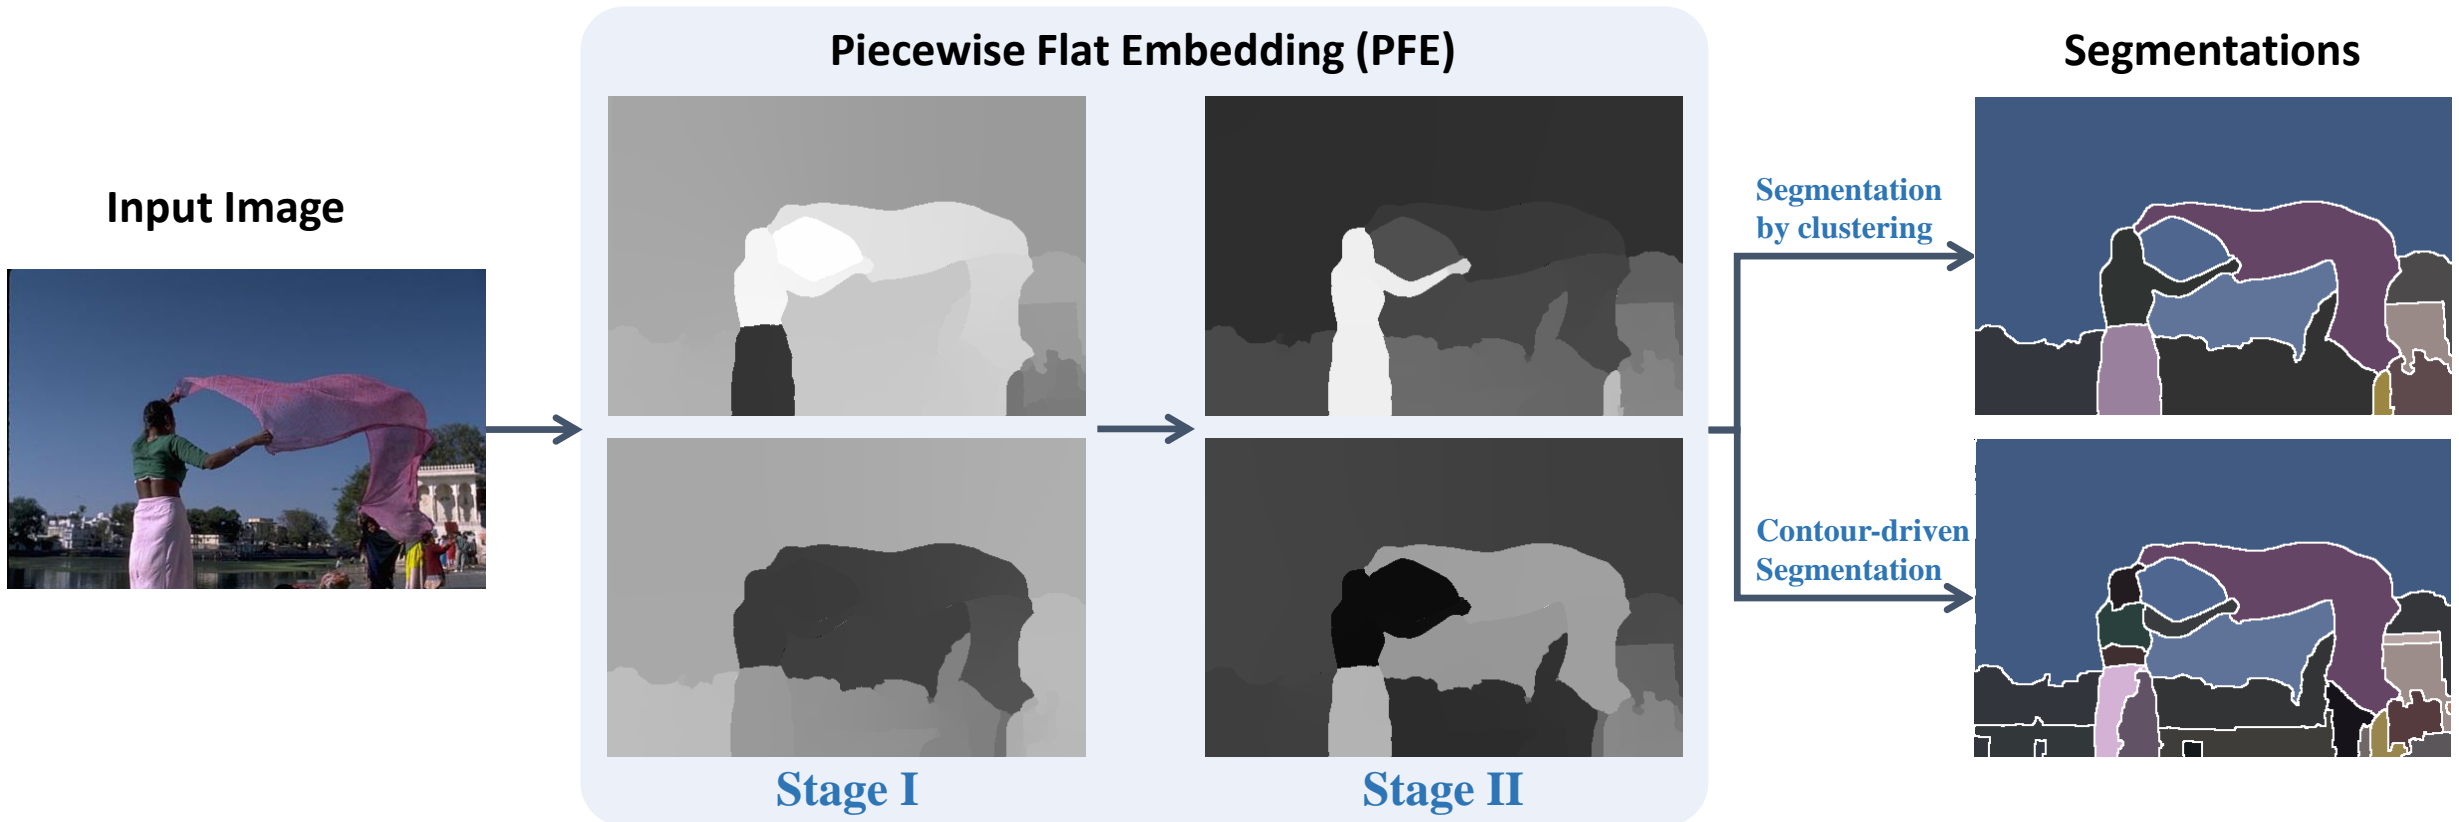 Piecewise Flat Embedding (PFE)
Segmentations
Input Image
Segmentation
by clustering
Contour-driven
Segmentation
Stage I
Stage II